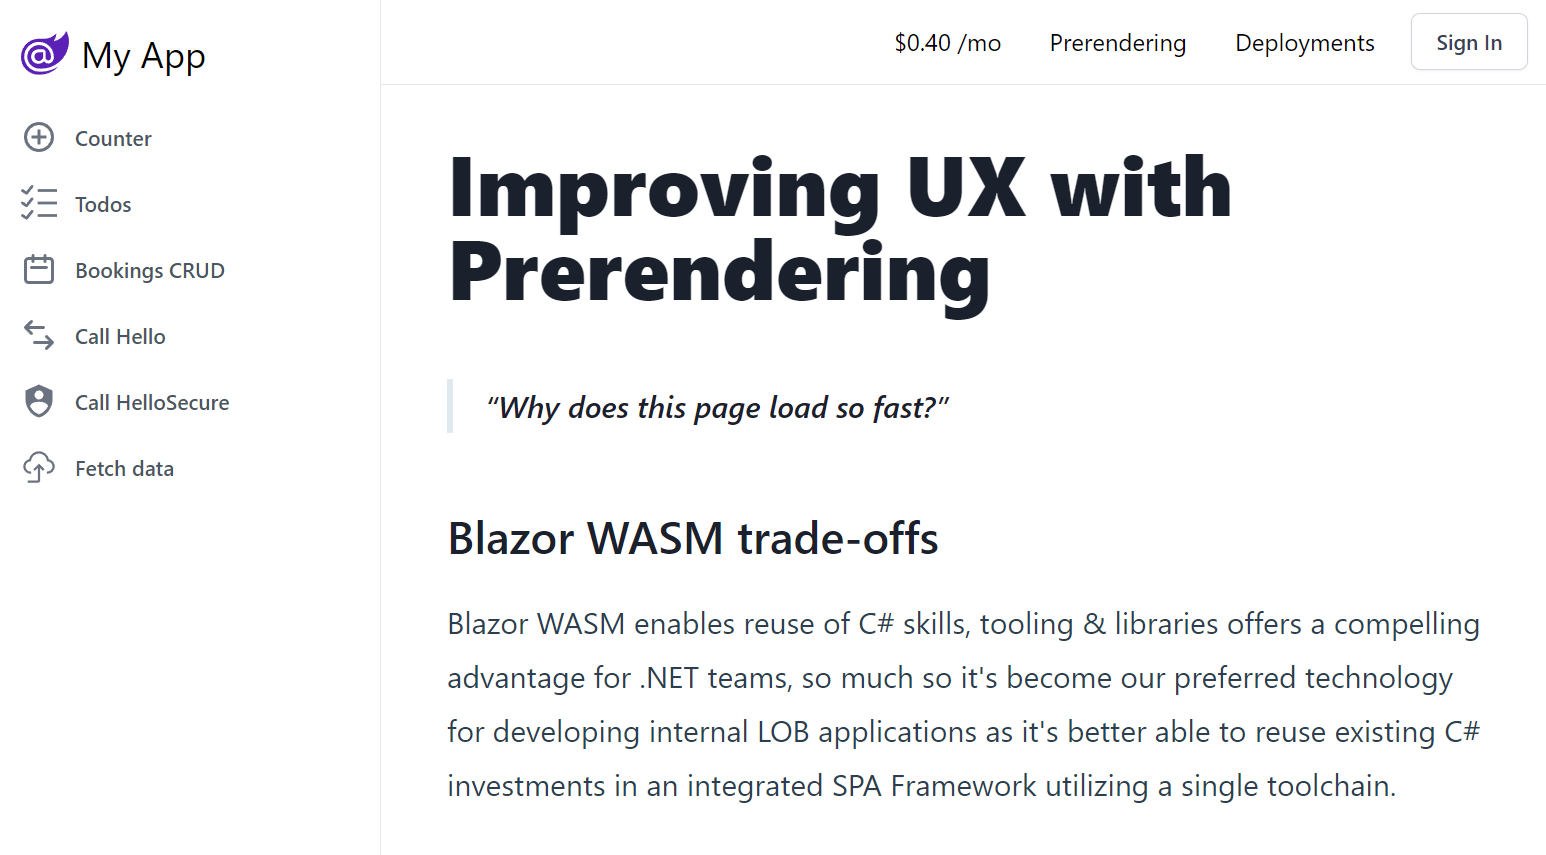 My App
$0.40 /mo
Prerendering
Deployments
Sign In
Counter
Todos
Bookings CRUD
Call Hello
Call HelloSecure
Fetch data
Improving UX with
Prerendering
“Why does this page load so fast?”
Blazor WASM trade-offs
Blazor WASM enables reuse of C# skills, tooling & libraries offers a compelling
advantage for .NET teams, so much so it's become our preferred technology
for developing internal LOB applications as it's better able to reuse existing C#
investments in an integrated SPA Framework utilizing a single toolchain.